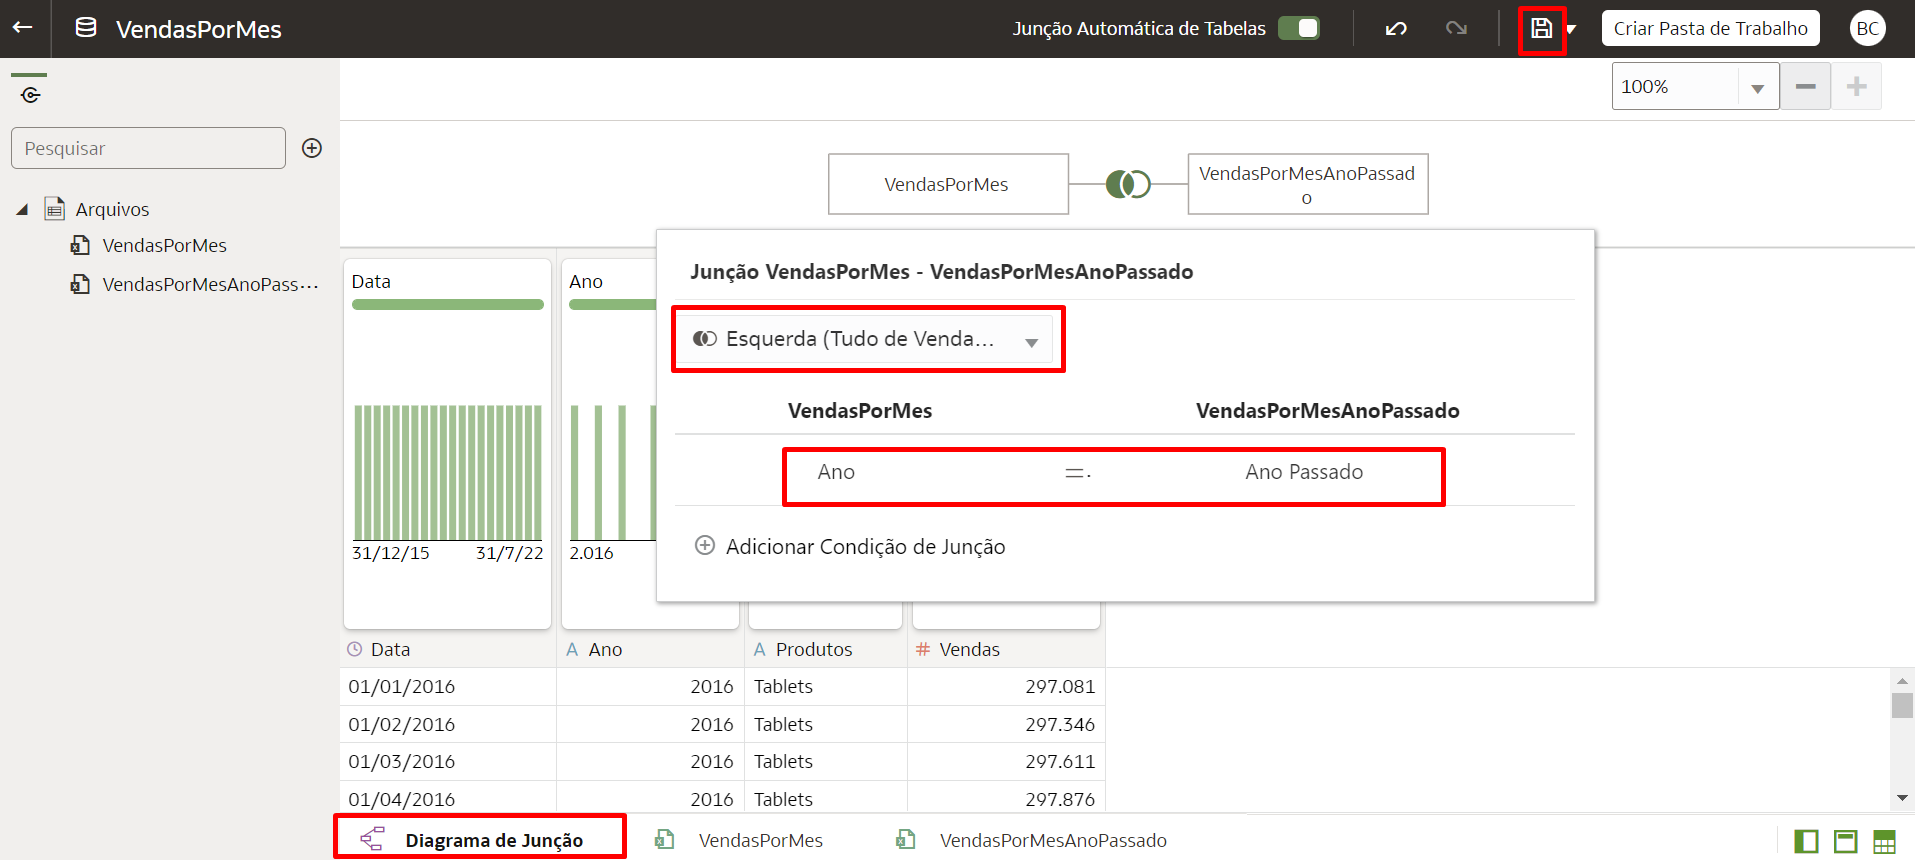 VendasPorMes
Junção Automática de Tabelas
Criar Pasta de Trabalho
BC
100%
Pesquisar
Arquivos
VendasPorMes
VendasPorMesAnoPass···
VendasPorMes
VendasPorMesAnoPassad
o
Data
31/12/15 31/7/22
Ano
2.016
Junção VendasPorMes - VendasPorMesAnoPassado
Esquerda (Tudo de Venda...
VendasPorMes VendasPorMesAnoPassado
Ano =. Ano Passado
Adicionar Condição de Junção
Data A Ano A Produtos # Vendas
01/01/2016 2016 Tablets 297.081
01/02/2016 2016 Tablets 297.346
01/03/2016 2016 Tablets 297.611
01/04/2016 2016 Tablets 297.876
Diagrama de Junção VendasPorMes VendasPorMesAnoPassado